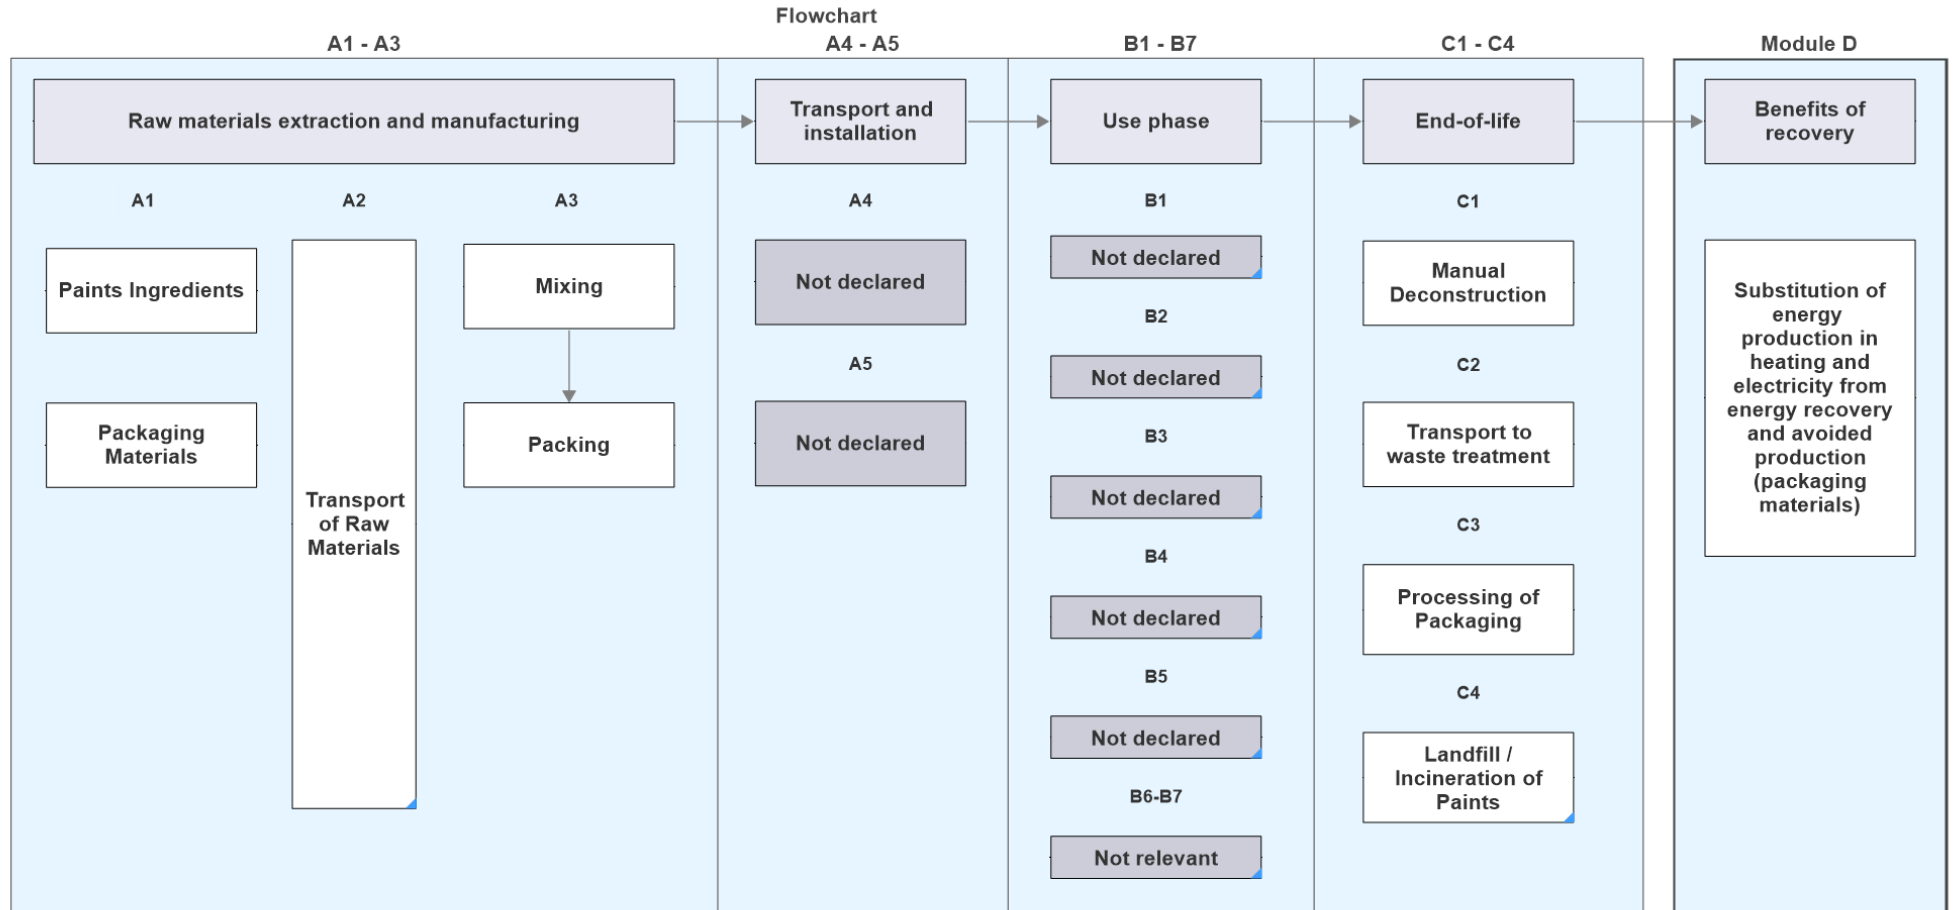 Flowchart
A1 - A3
A4 - A5
B1 - B7
C1 - C4
Module D
Raw materials extraction and manufacturing
Transport and
installation
Use phase
End-of-life
Benefits of
recovery
A1
Paints Ingredients
Packaging
Materials
A2
Transport
of Raw
Materials
A3
Mixing
Packing
A4
Not declared
A5
Not declared
B1
Not declared
B2
Not declared
B3
Not declared
B4
Not declared
B5
Not declared
B6-B7
Not relevant
C1
Manual
Deconstruction
C2
Transport to
waste treatment
C3
Processing of
Packaging
C4
Landfill /
Incineration of
Paints
Substitution of
energy
production in
heating and
electricity from
energy recovery
and avoided
production
(packaging
materials)